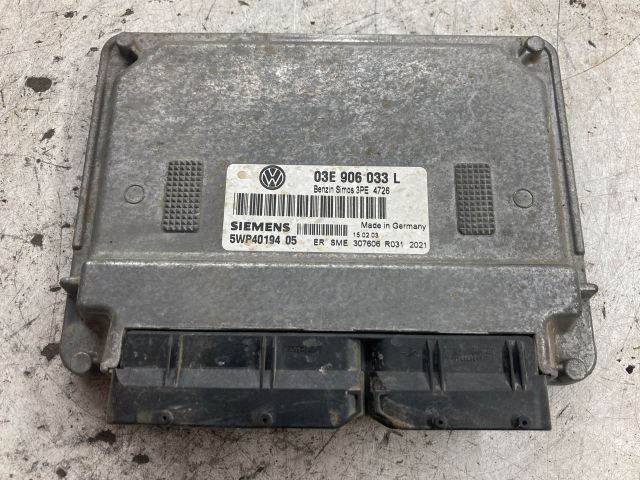 03E 906 033 L
Benzin Simos 3PE 4726
SIEMENS
Made in Germany
15.02.03
5WP40194 05
ER SME 307606 R031 2021